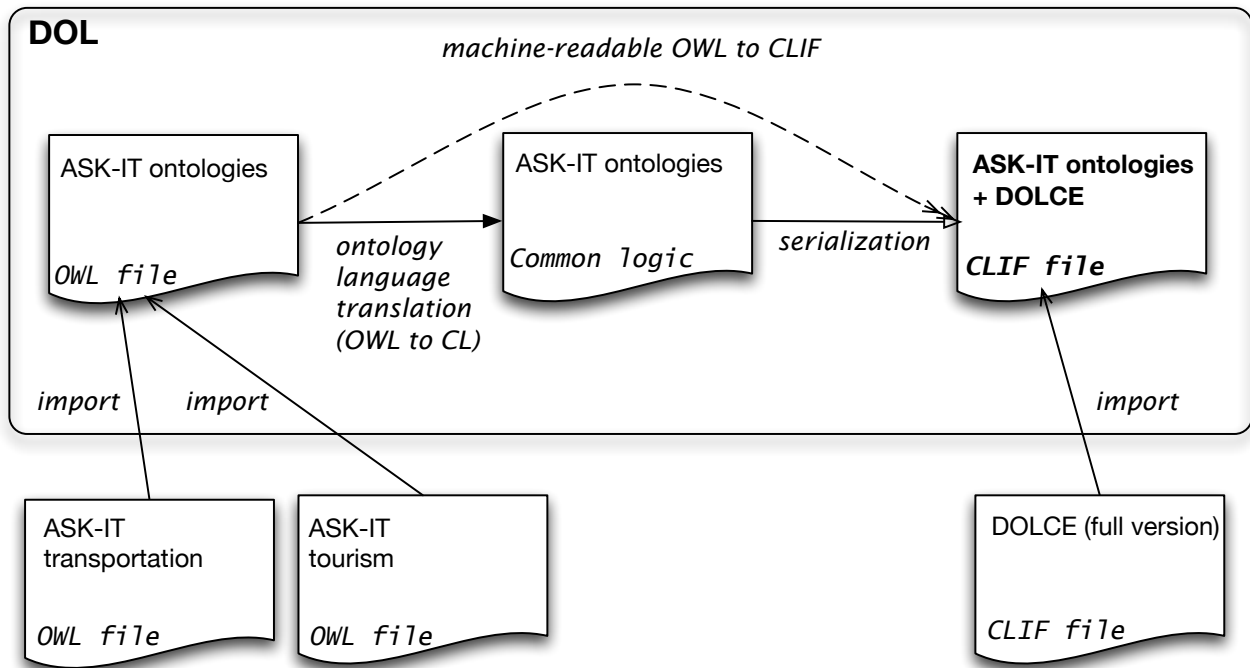 DOL
machine-readable OWL to CLIF
ASK-IT ontologies
OWL file
ontology
language
translation
(OWL to CL)
ASK-IT ontologies
Common logic
serialization
ASK-IT ontologies
+ DOLCE
CLIF file
import
import
import
ASK-IT
transportation
OWL file
ASK-IT
tourism
OWL file
DOLCE (full version)
CLIF file